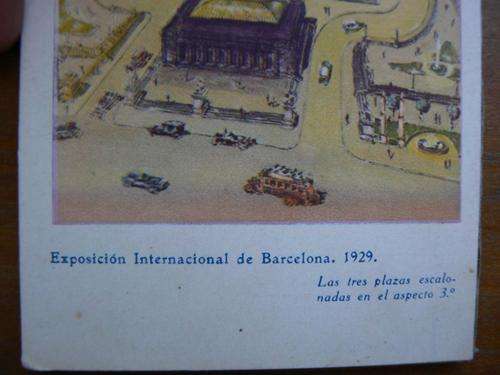 Exposición Internacional de Barcelona. 1929.
Las tres plazas escalo-
nadas en el aspecto 3.º